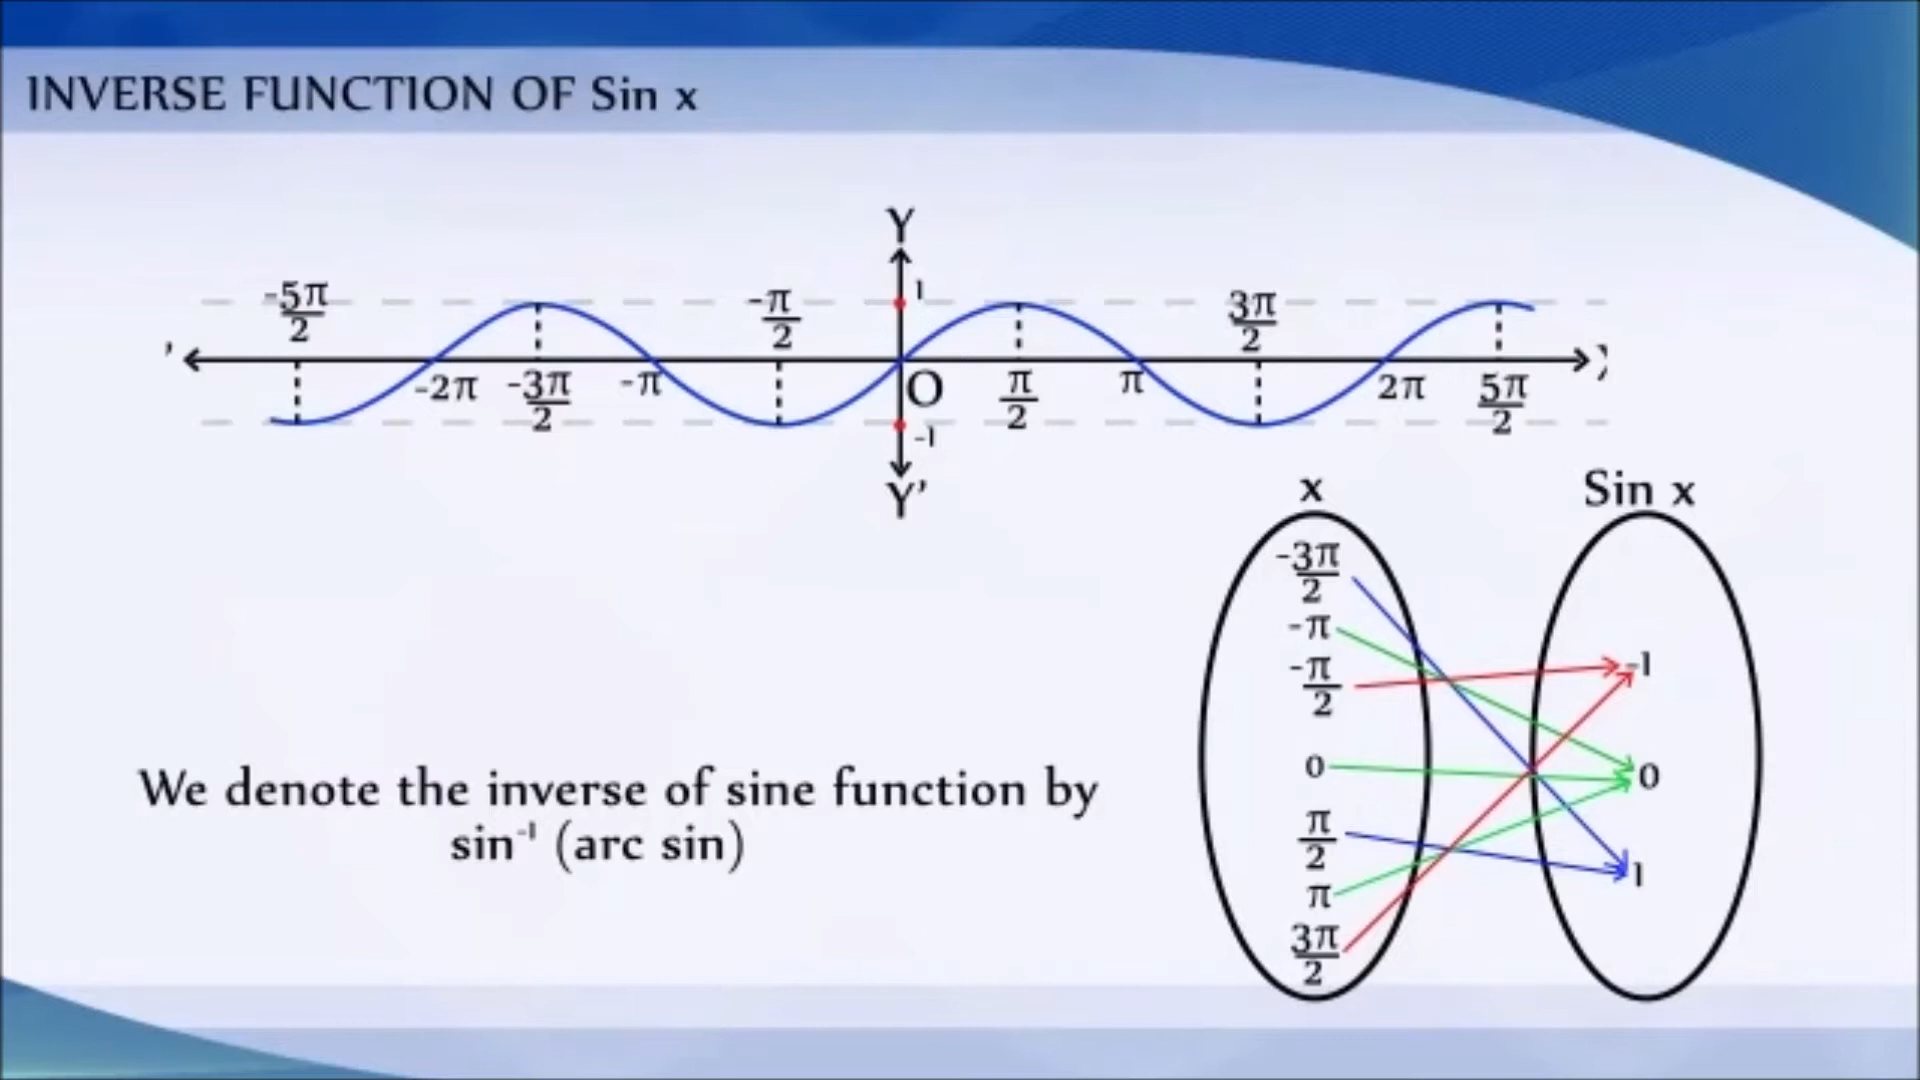 INVERSE FUNCTION OF Sin x
Y
1
-5π/2
-π/2
3π/2
'
-2π
-3π/2
-π
O
π/2
π
2π
5π/2
-1
Y'
x
Sin x
-3π/2
-π
-π/2
0
π/2
π
3π/2
-1
0
1
We denote the inverse of sine function by
sin⁻¹ (arc sin)